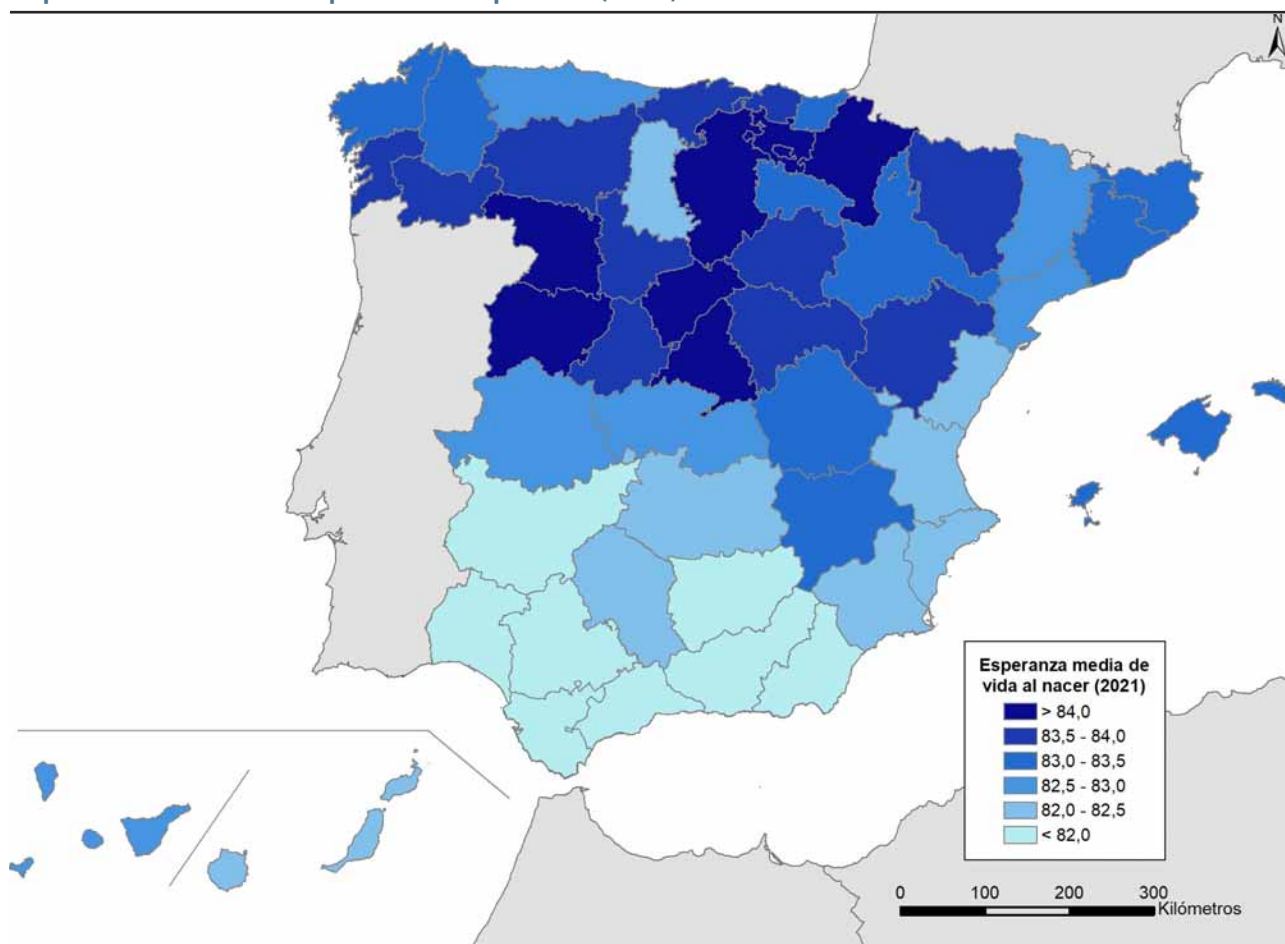 N
Esperanza media de
vida al nacer (2021)
> 84,0
83,5 - 84,0
83,0 - 83,5
82,5 - 83,0
82,0 - 82,5
< 82,0
0 100 200 300
Kilómetros